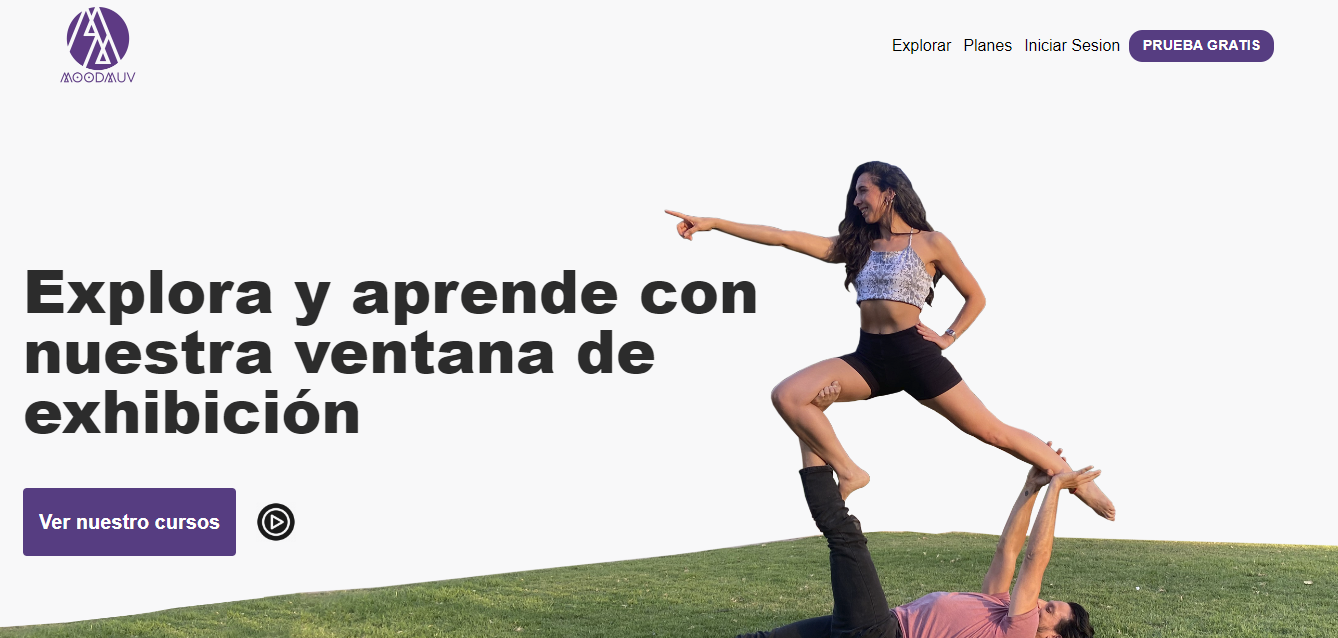 MOODMUV
Explorar Planes Iniciar Sesion PRUEBA GRATIS
Explora y aprende con
nuestra ventana de
exhibición
Ver nuestro cursos